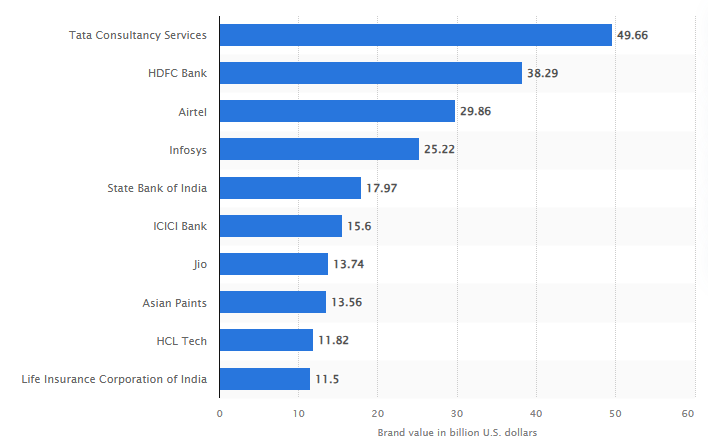 Tata Consultancy Services 49.66
HDFC Bank 38.29
Airtel 29.86
Infosys 25.22
State Bank of India 17.97
ICICI Bank 15.6
Jio 13.74
Asian Paints 13.56
HCL Tech 11.82
Life Insurance Corporation of India 11.5
0 10 20 30 40 50 60
Brand value in billion U.S. dollars